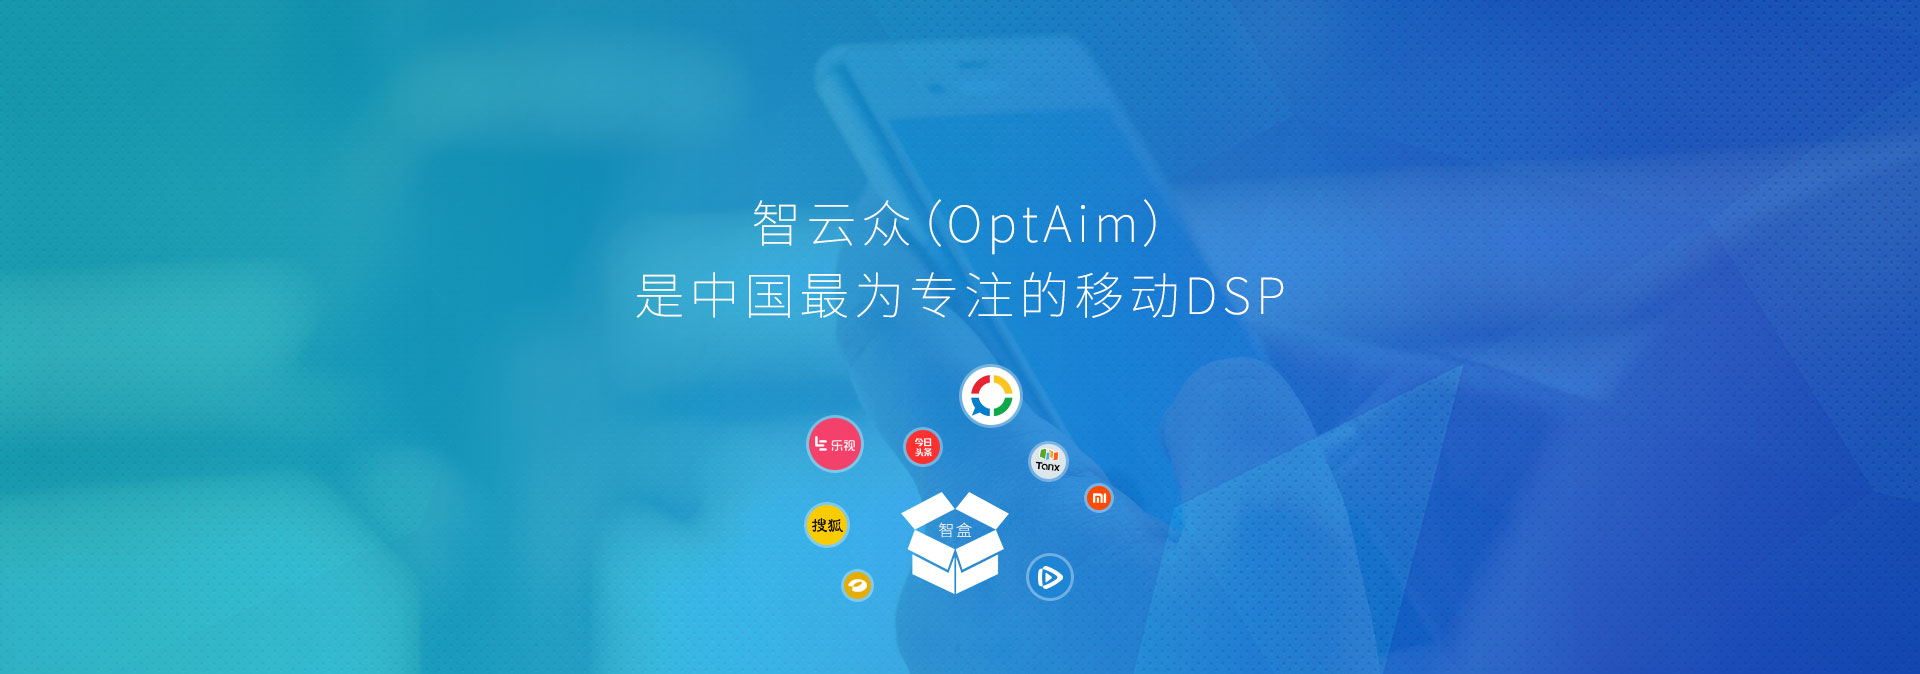 智云众（OptAim）
是中国最为专注的移动DSP
乐视
今日
头条
Tanx
mi
搜狐
智盒